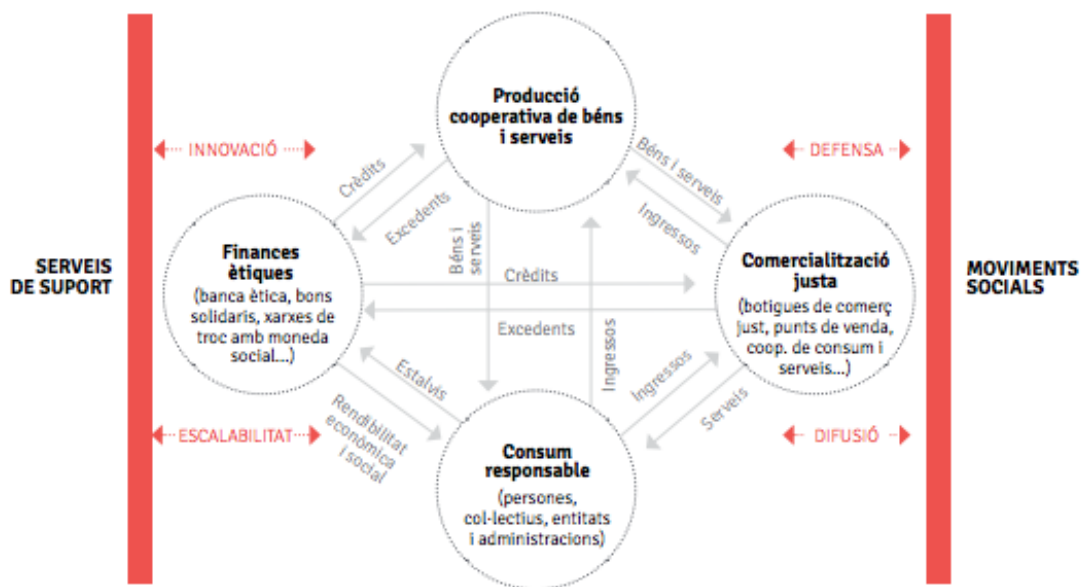 Producció
cooperativa de béns
i serveis
INNOVACIÓ
DEFENSA
Crèdits
Excedents
Béns i serveis
Ingressos
Béns i
serveis
SERVEIS
DE SUPORT
Finances
ètiques
(banca ètica, bons
solidaris, xarxes de
troc amb moneda
social...)
Crèdits
Excedents
Comercialització
justa
(botigues de comerç
just, punts de venda,
coop. de consum i
serveis...)
MOVIMENTS
SOCIALS
Ingressos
Estalvis
Rendibilitat
econòmica
i social
Ingressos
Serveis
ESCALABILITAT
DIFUSIÓ
Consum
responsable
(persones,
col·lectius, entitats
i administracions)